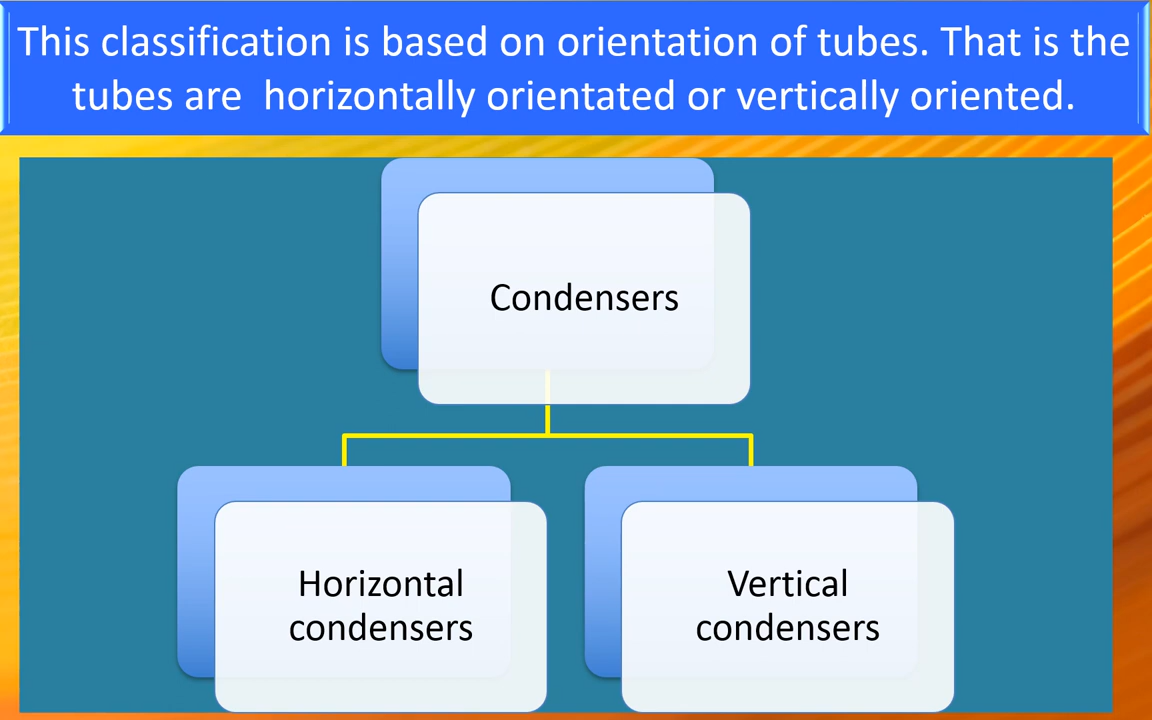 This classification is based on orientation of tubes. That is the
tubes are horizontally orientated or vertically oriented.
Condensers
Horizontal
condensers
Vertical
condensers